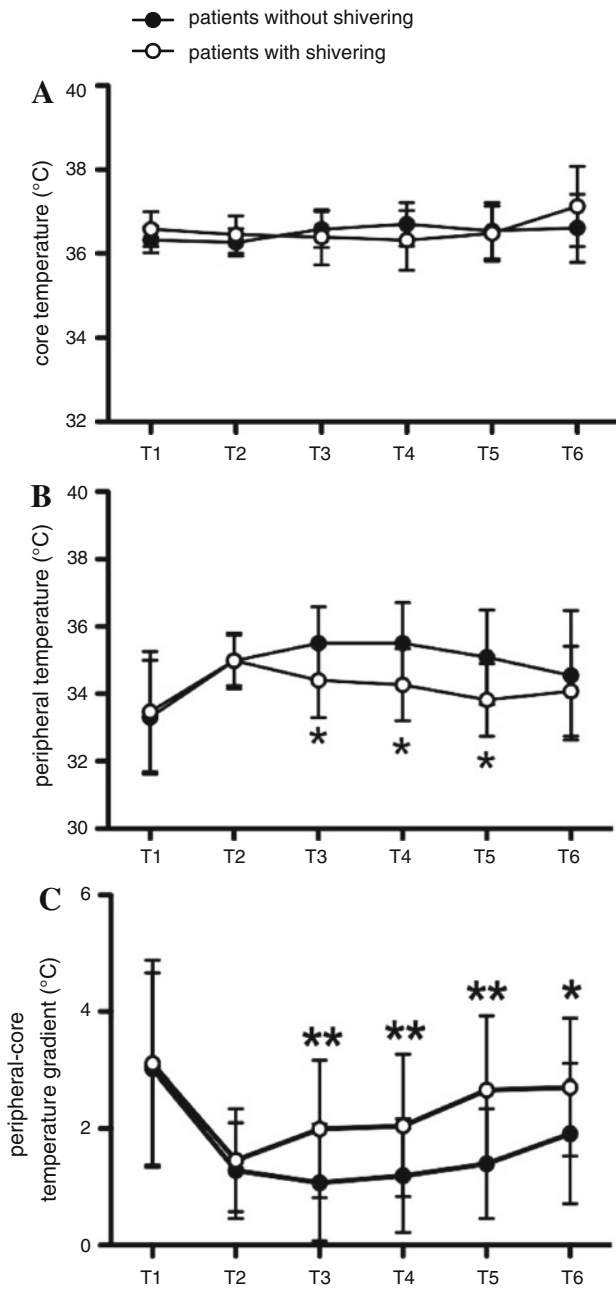 patients without shivering
patients with shivering
A
core temperature (°C)
40
38
36
34
32
T1 T2 T3 T4 T5 T6
B
peripheral temperature (°C)
40
38
36
34
32
30
* * *
T1 T2 T3 T4 T5 T6
C
peripheral-core
temperature gradient (°C)
6
4
2
0
** ** ** *
T1 T2 T3 T4 T5 T6